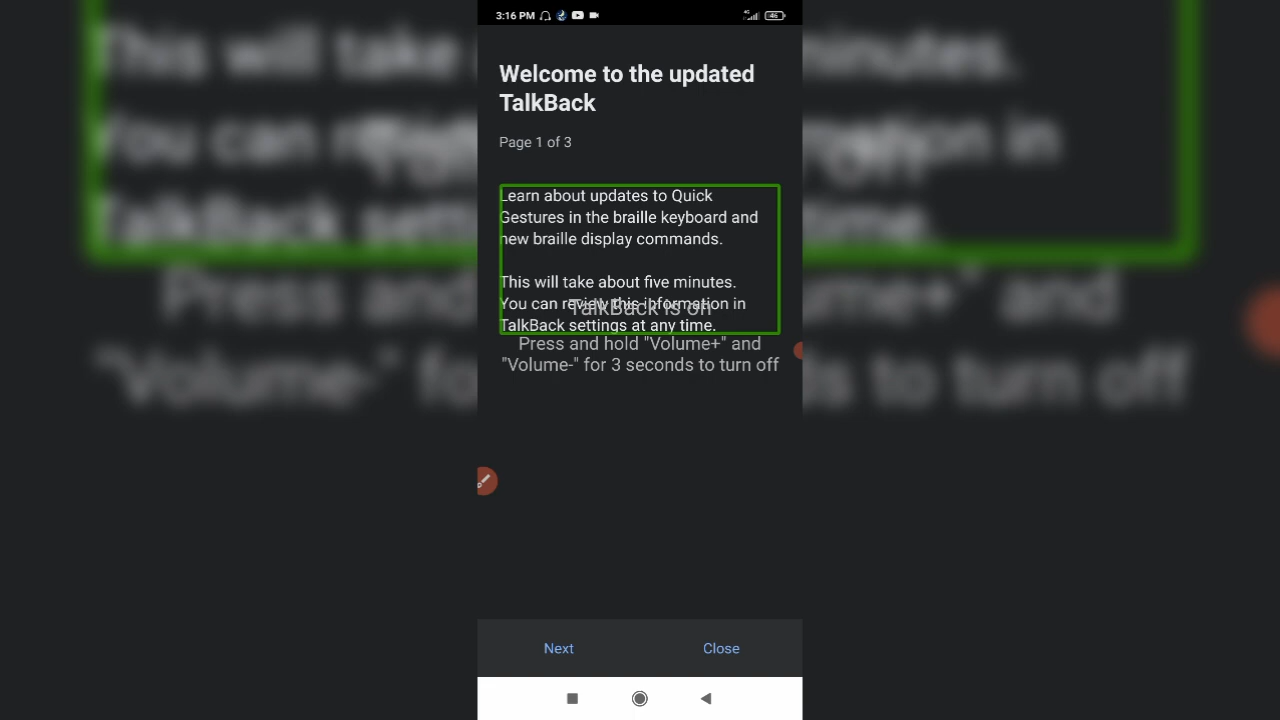 3:16 PM
4G
46
Welcome to the updated
TalkBack
Page 1 of 3
Learn about updates to Quick
Gestures in the braille keyboard and
new braille display commands.
This will take about five minutes.
You can review this information in
TalkBack is on
TalkBack settings at any time.
Press and hold "Volume+" and
"Volume-" for 3 seconds to turn off
Next
Close